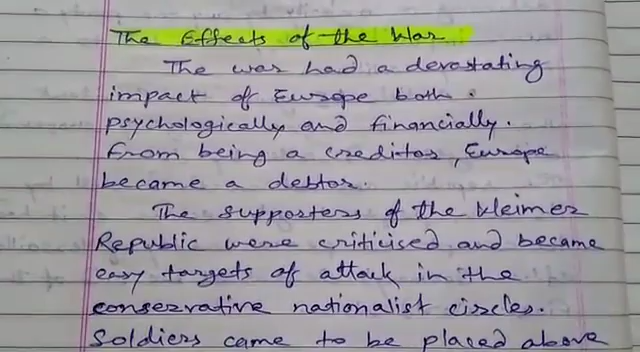 The Effects of the War
The war had a devastating
impact of Europe both
psychologically and financially.
From being a creditor, Europe
became a debtor.
The supporters of the Weimer
Republic were criticised and became
easy targets of attack in the
conservative nationalist circles.
Soldiers came to be placed above